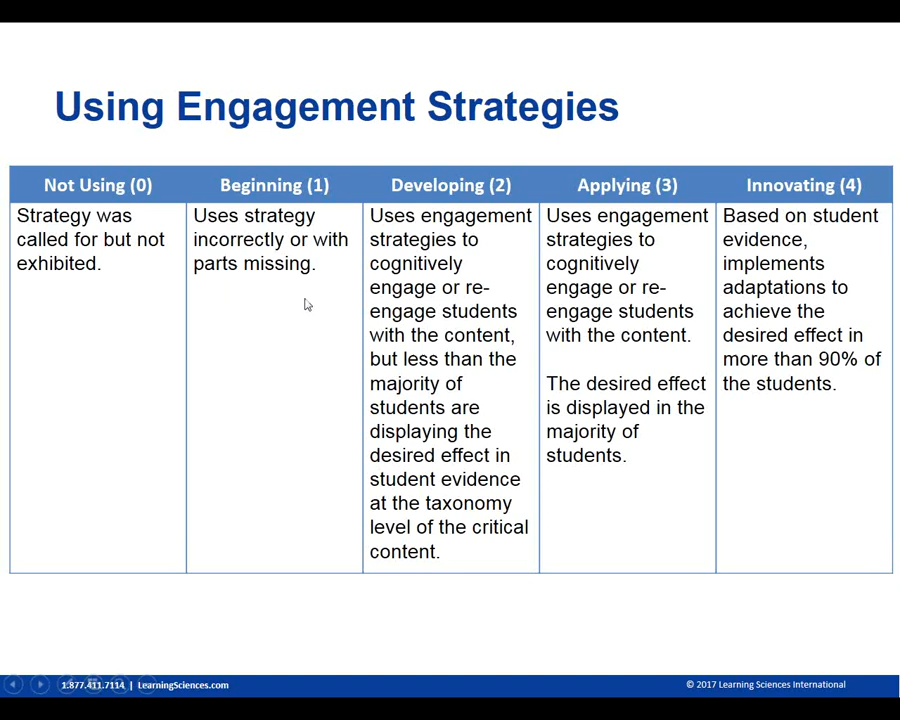 Using Engagement Strategies
Not Using (0)
Beginning (1)
Developing (2)
Applying (3)
Innovating (4)
Strategy was
called for but not
exhibited.
Uses strategy
incorrectly or with
parts missing.
Uses engagement
strategies to
cognitively
engage or re-
engage students
with the content,
but less than the
majority of
students are
displaying the
desired effect in
student evidence
at the taxonomy
level of the critical
content.
Uses engagement
strategies to
cognitively
engage or re-
engage students
with the content.
The desired effect
is displayed in the
majority of
students.
Based on student
evidence,
implements
adaptations to
achieve the
desired effect in
more than 90% of
the students.
1.877.411.7114 | LearningSciences.com
© 2017 Learning Sciences International